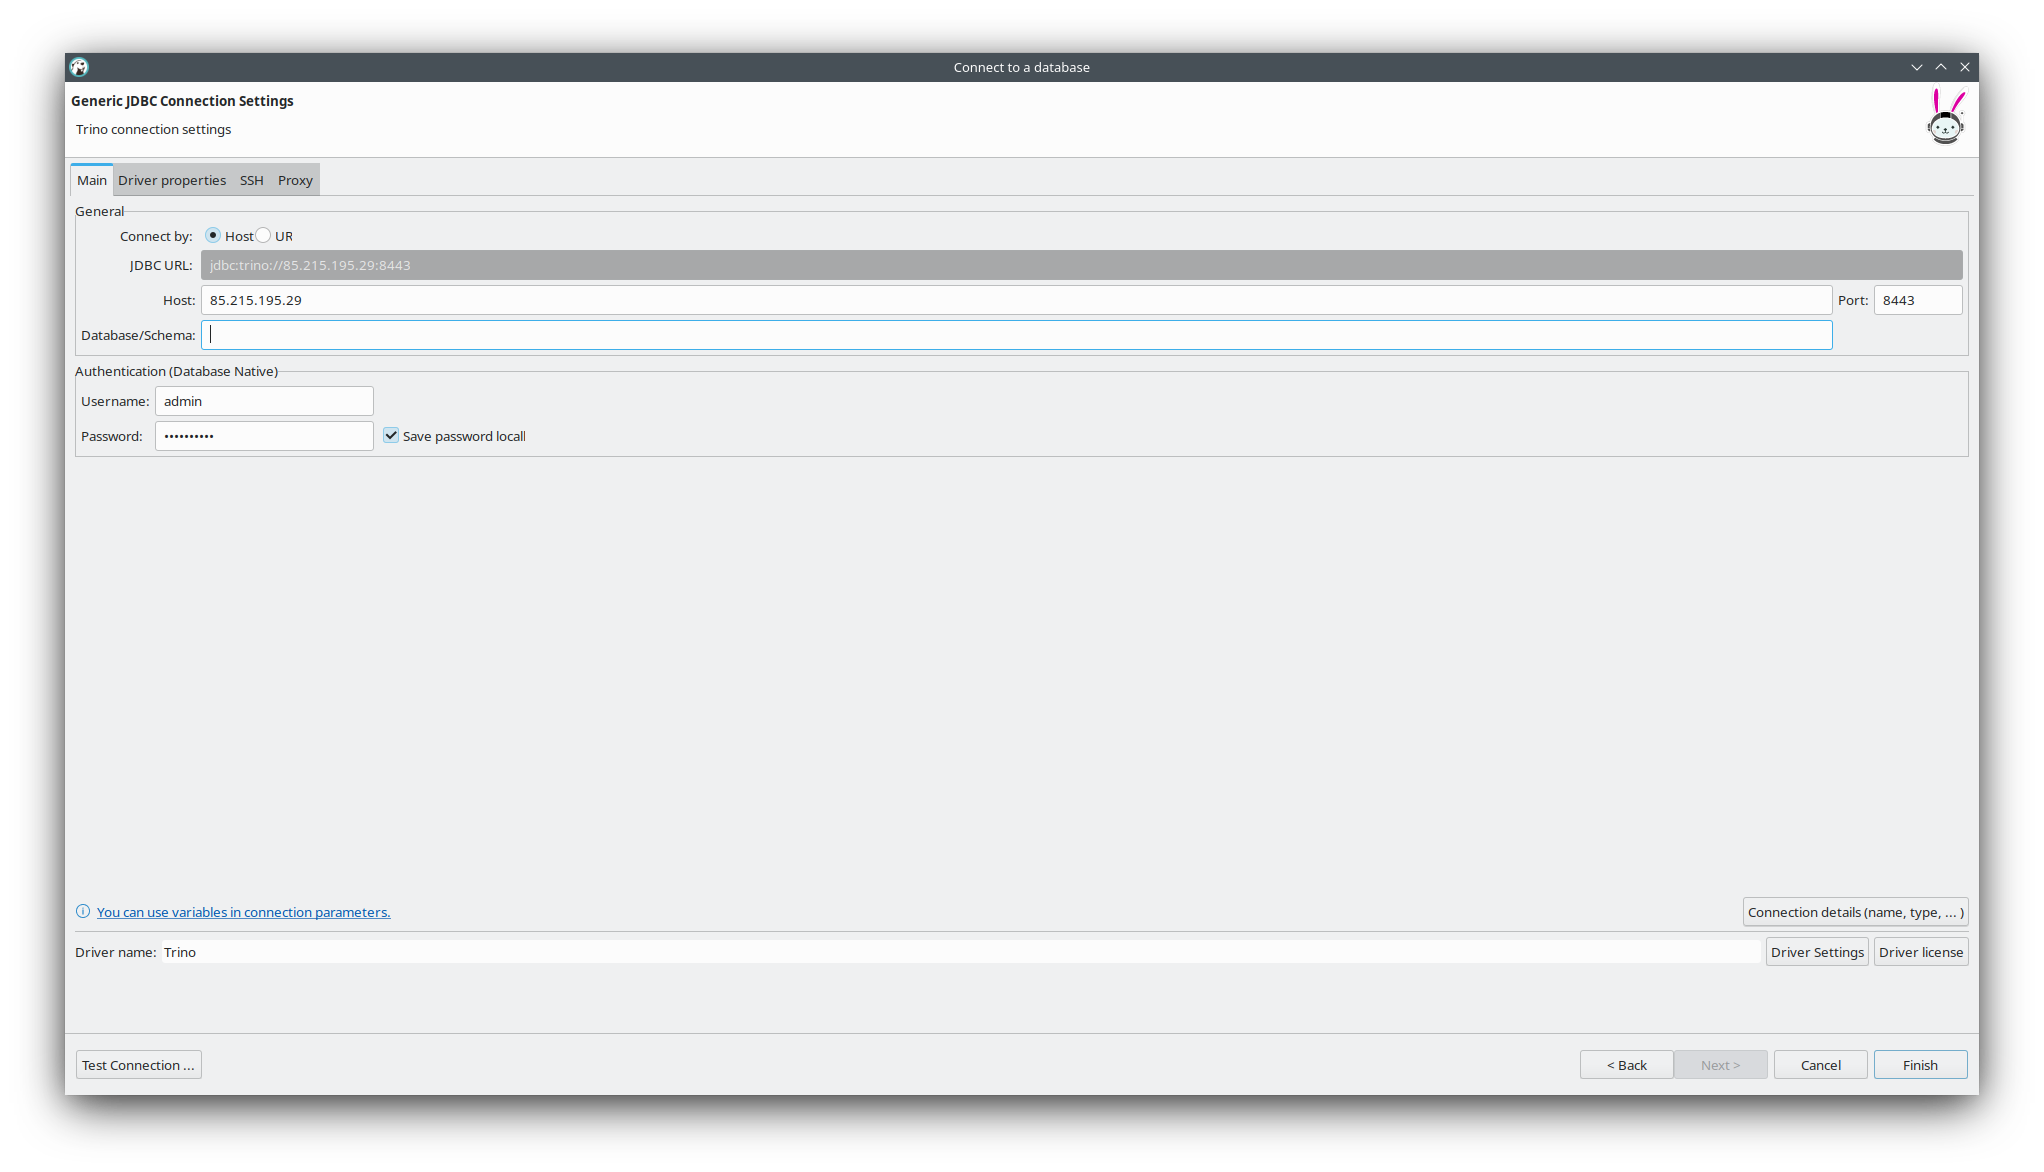 Connect to a database
Generic JDBC Connection Settings
Trino connection settings
Main Driver properties SSH Proxy
General
Connect by: Host UR
JDBC URL: jdbc:trino://85.215.195.29:8443
Host: 85.215.195.29 Port: 8443
Database/Schema:
Authentication (Database Native)
Username: admin
Password: •••••••••• Save password locall
You can use variables in connection parameters. Connection details (name, type, ... )
Driver name: Trino Driver Settings Driver license
Test Connection ... < Back Next > Cancel Finish